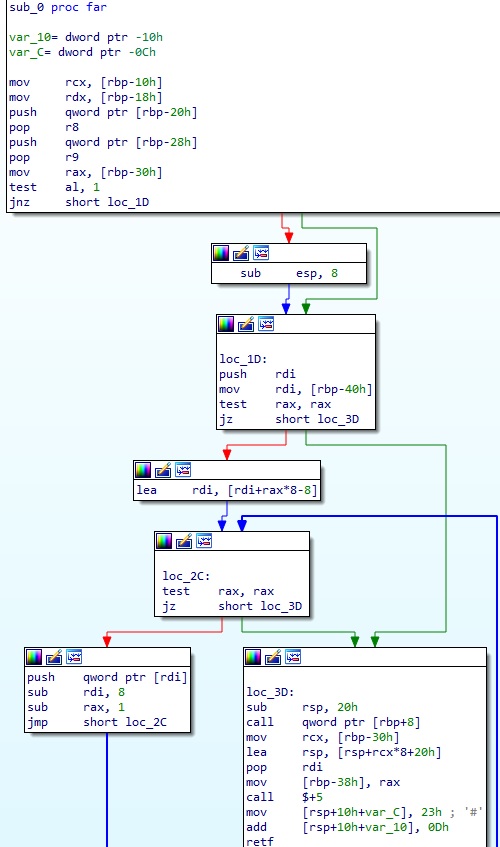 sub_0 proc far
var_10= dword ptr -10h
var_C= dword ptr -0Ch
mov rcx, [rbp-10h]
mov rdx, [rbp-18h]
push qword ptr [rbp-20h]
pop r8
push qword ptr [rbp-28h]
pop r9
mov rax, [rbp-30h]
test al, 1
jnz short loc_1D
sub esp, 8
loc_1D:
push rdi
mov rdi, [rbp-40h]
test rax, rax
jz short loc_3D
lea rdi, [rdi+rax*8-8]
loc_2C:
test rax, rax
jz short loc_3D
push qword ptr [rdi]
sub rdi, 8
sub rax, 1
jmp short loc_2C
loc_3D:
sub rsp, 20h
call qword ptr [rbp+8]
mov rcx, [rbp-30h]
lea rsp, [rsp+rcx*8+20h]
pop rdi
mov [rbp-38h], rax
call $+5
mov [rsp+10h+var_C], 23h ; '#'
add [rsp+10h+var_10], 0Dh
retf